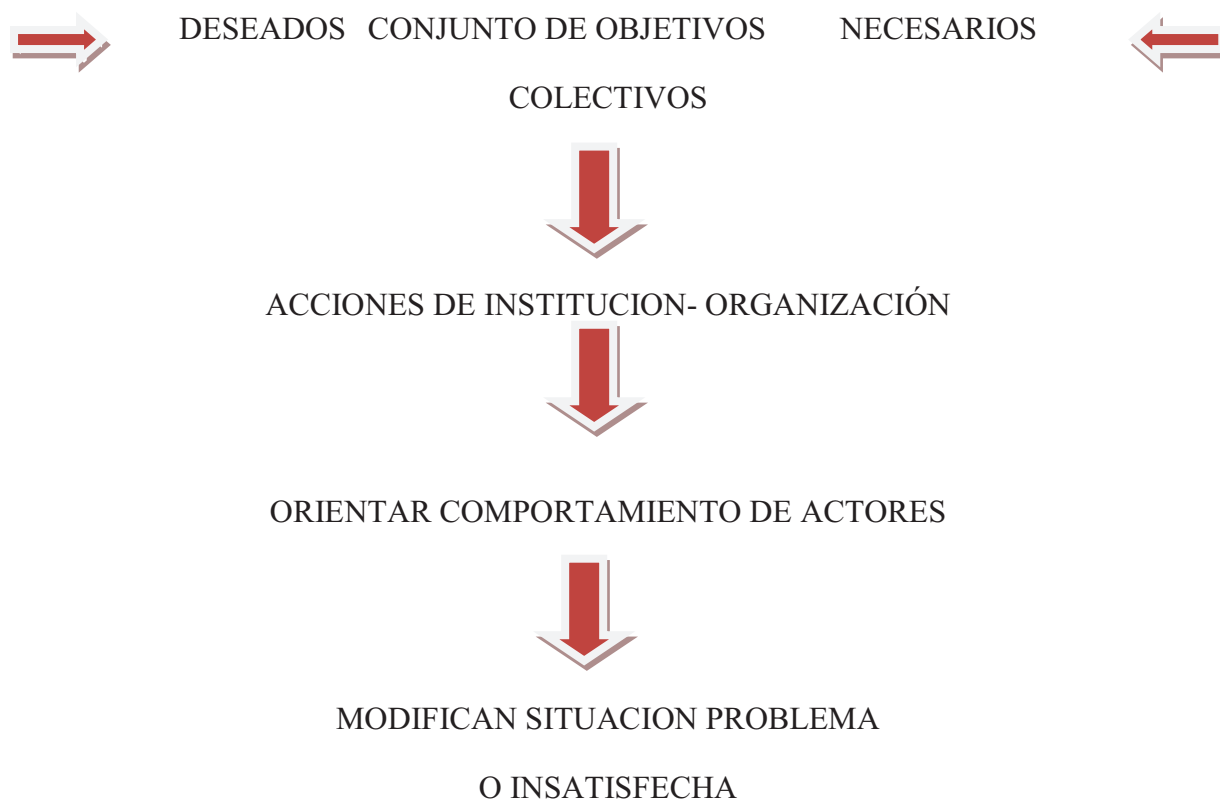 DESEADOS CONJUNTO DE OBJETIVOS NECESARIOS
COLECTIVOS
ACCIONES DE INSTITUCION- ORGANIZACIÓN
ORIENTAR COMPORTAMIENTO DE ACTORES
MODIFICAN SITUACION PROBLEMA
O INSATISFECHA